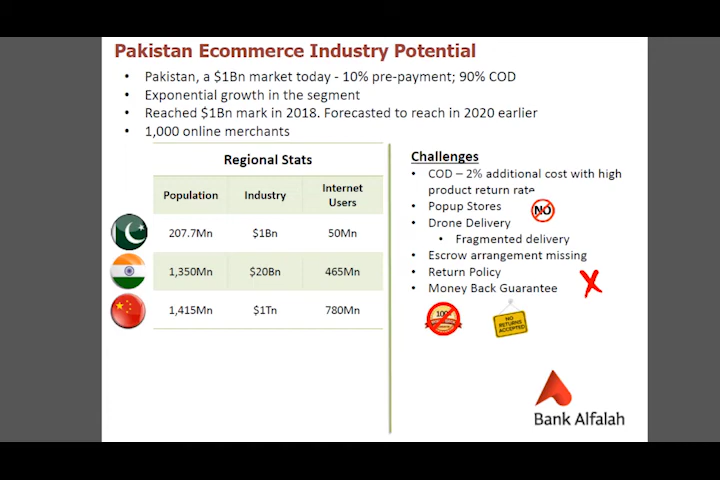 Pakistan Ecommerce Industry Potential
• Pakistan, a $1Bn market today - 10% pre-payment; 90% COD
• Exponential growth in the segment
• Reached $1Bn mark in 2018. Forecasted to reach in 2020 earlier
• 1,000 online merchants
Regional Stats
Population Industry Internet Users
207.7Mn $1Bn 50Mn
1,350Mn $20Bn 465Mn
1,415Mn $1Tn 780Mn
Challenges
• COD – 2% additional cost with high
product return rate
• Popup Stores
NO
• Drone Delivery
• Fragmented delivery
• Escrow arrangement missing
• Return Policy
• Money Back Guarantee
100
NO
RETURNS
ACCEPTED
Bank Alfalah